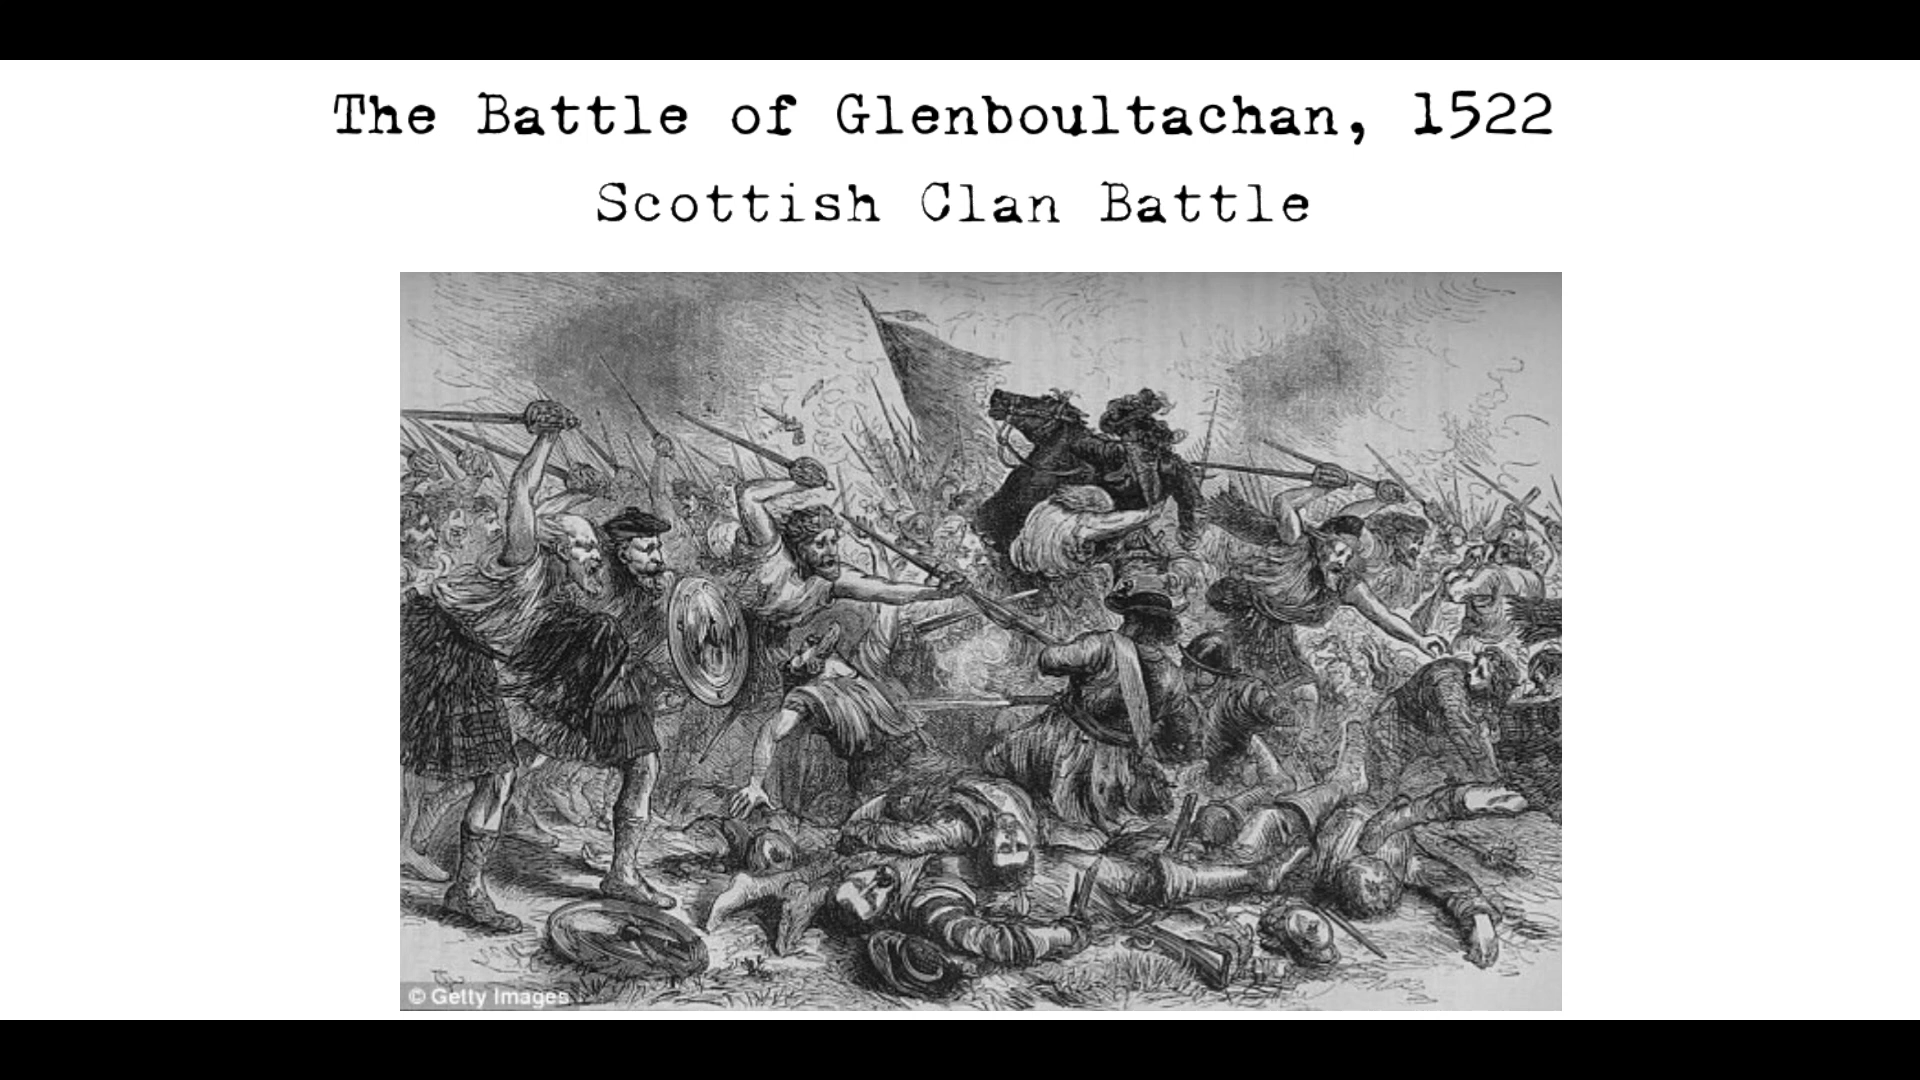 The Battle of Glenboultachan, 1522
Scottish Clan Battle
© Getty Images